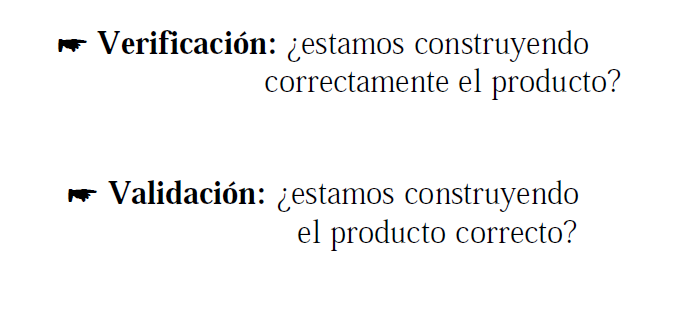 ☛ Verificación: ¿estamos construyendo
correctamente el producto?
☛ Validación: ¿estamos construyendo
el producto correcto?